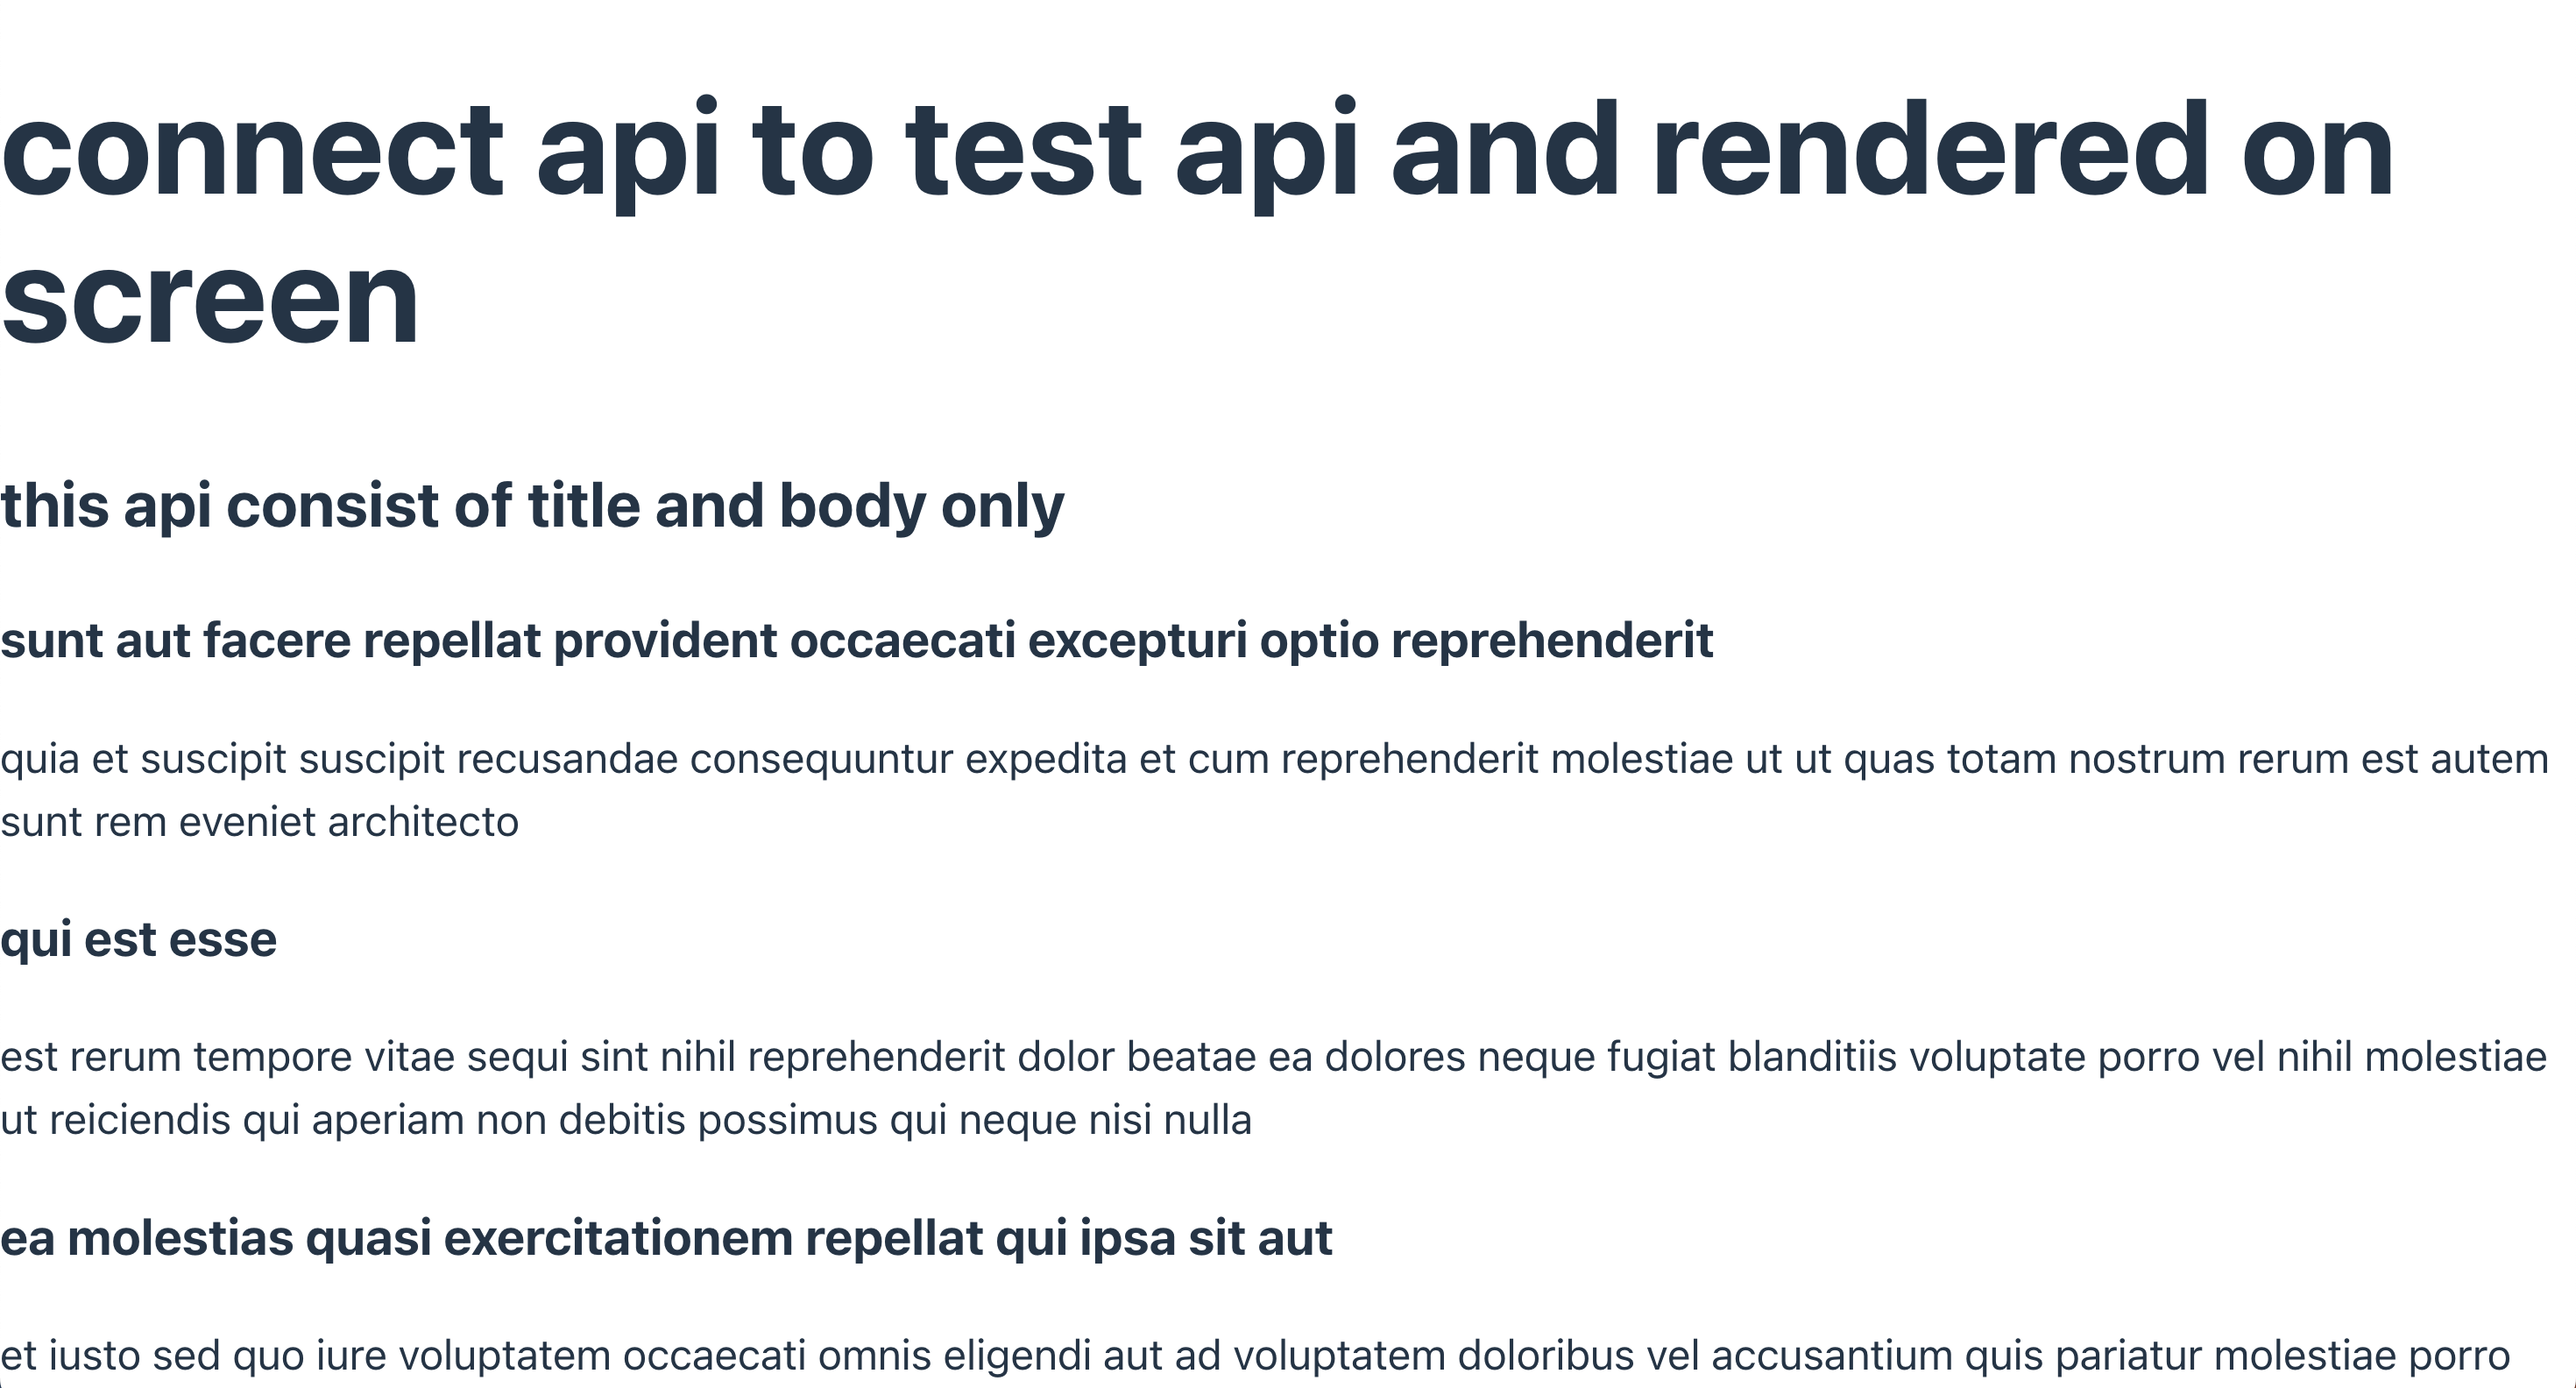 connect api to test api and rendered on
screen
this api consist of title and body only
sunt aut facere repellat provident occaecati excepturi optio reprehenderit
quia et suscipit suscipit recusandae consequuntur expedita et cum reprehenderit molestiae ut ut quas totam nostrum rerum est autem
sunt rem eveniet architecto
qui est esse
est rerum tempore vitae sequi sint nihil reprehenderit dolor beatae ea dolores neque fugiat blanditiis voluptate porro vel nihil molestiae
ut reiciendis qui aperiam non debitis possimus qui neque nisi nulla
ea molestias quasi exercitationem repellat qui ipsa sit aut
et iusto sed quo iure voluptatem occaecati omnis eligendi aut ad voluptatem doloribus vel accusantium quis pariatur molestiae porro